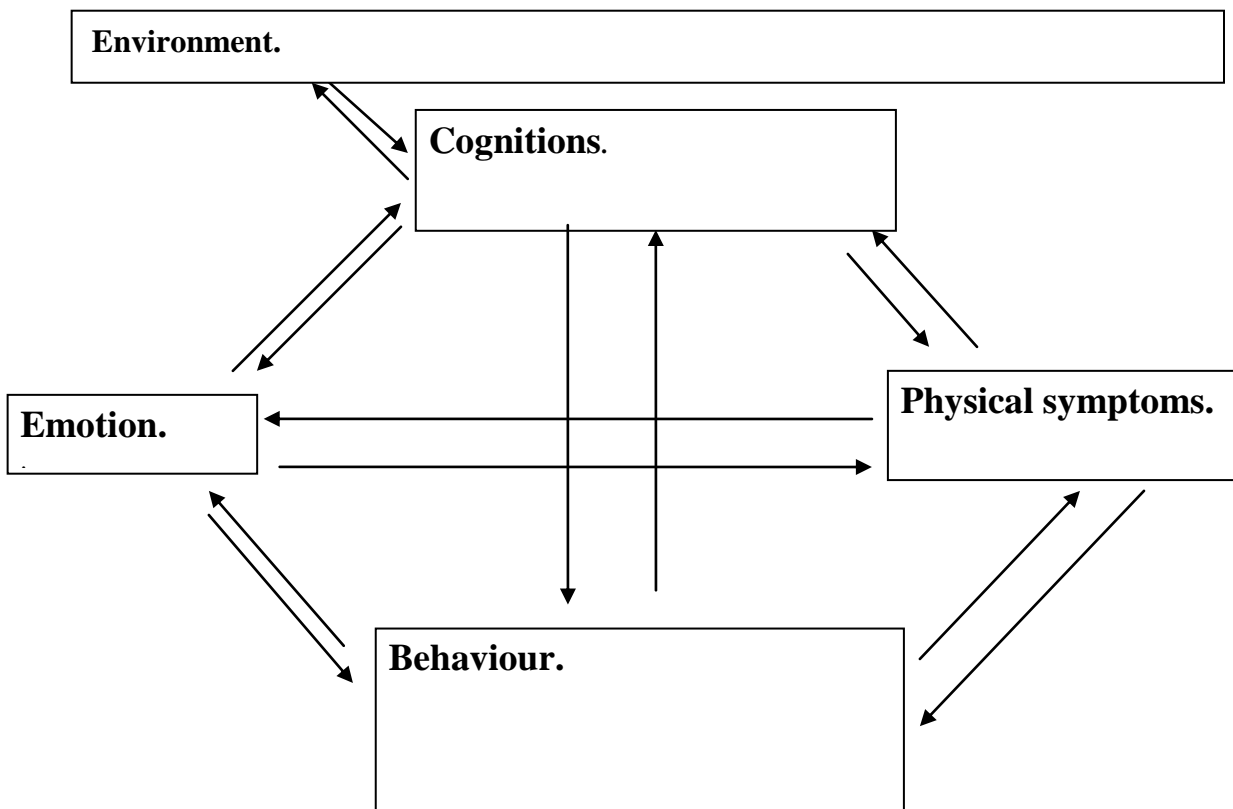 Environment.
Cognitions.
Physical symptoms.
Emotion.
.
Behaviour.